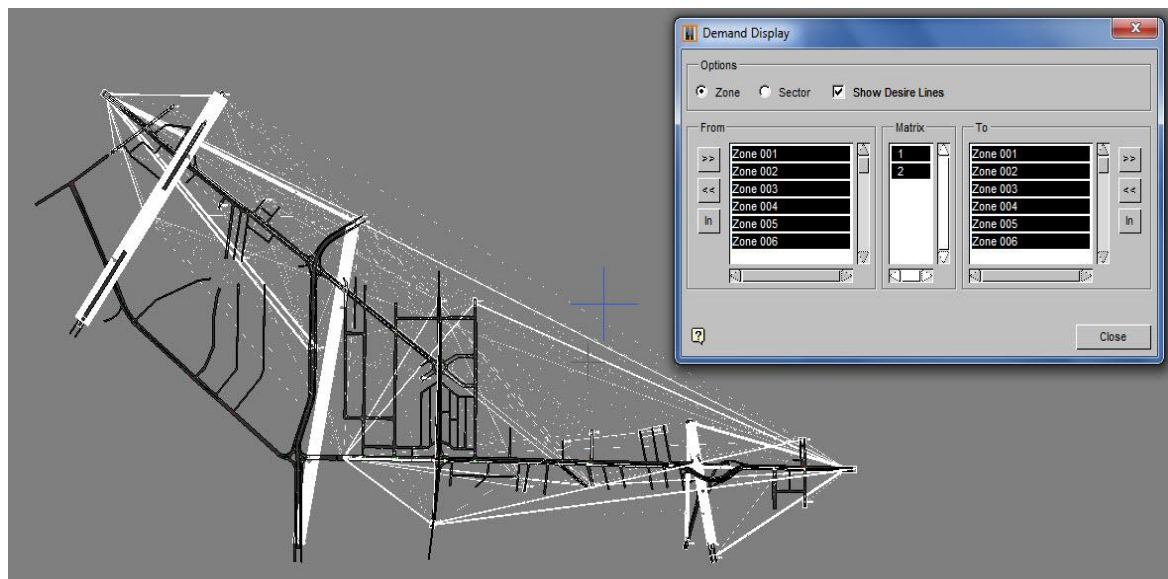 Demand Display
Options
Zone Sector Show Desire Lines
From Matrix To
>> Zone 001 1 Zone 001 >>
Zone 002 2 Zone 002
<< Zone 003 Zone 003 <<
Zone 004 Zone 004
In Zone 005 Zone 005 In
Zone 006 Zone 006
? Close